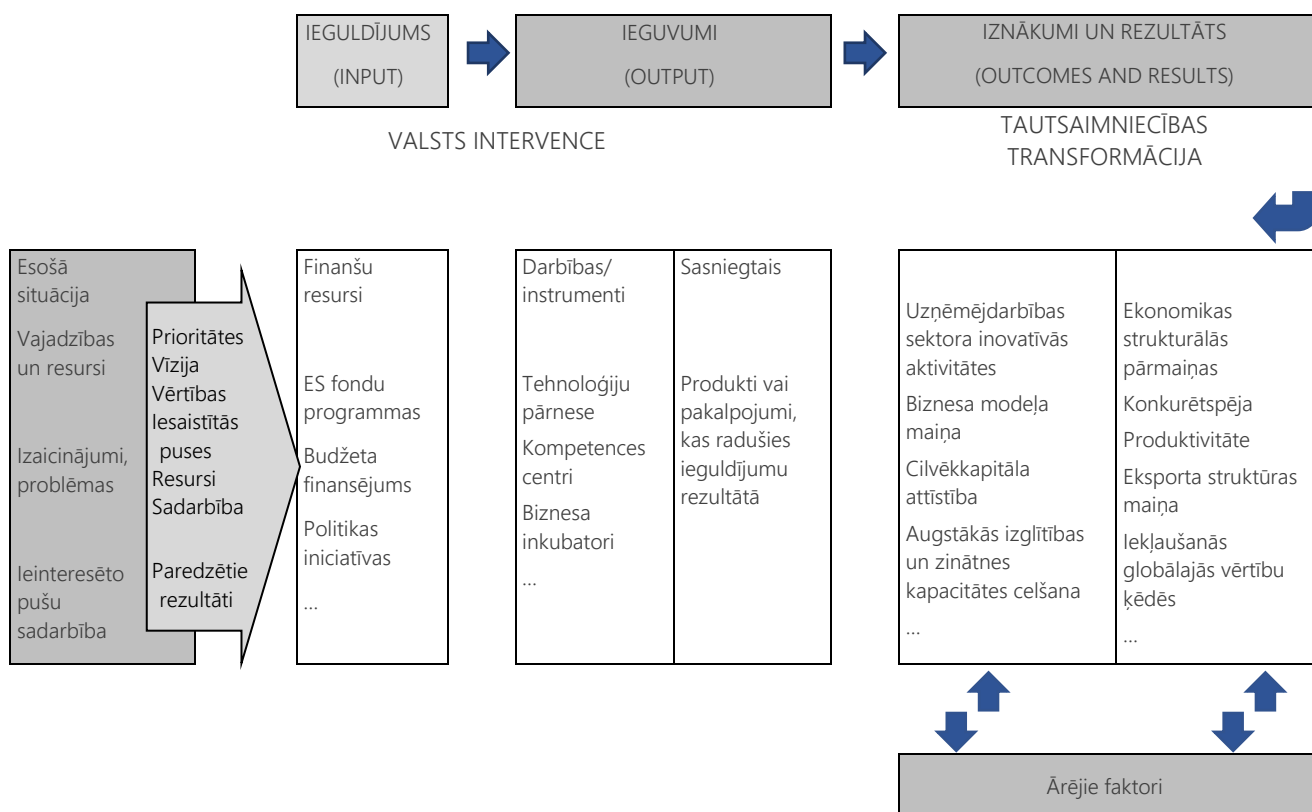 IEGULDĪJUMS
(INPUT)
IEGUVUMI
(OUTPUT)
IZNĀKUMI UN REZULTĀTS
(OUTCOMES AND RESULTS)
VALSTS INTERVENCE
TAUTSAIMNIECĪBAS
TRANSFORMĀCIJA
Esošā
situācija
Vajadzības
un resursi
Izaicinājumi,
problēmas
Ieinteresēto
pušu
sadarbība
Prioritātes
Vīzija
Vērtības
Iesaistītās
puses
Resursi
Sadarbība
Paredzētie
rezultāti
Finanšu
resursi
ES fondu
programmas
Budžeta
finansējums
Politikas
iniciatīvas
...
Darbības/
instrumenti
Tehnoloģiju
pārnese
Kompetences
centri
Biznesa
inkubatori
...
Sasniegtais
Produkti vai
pakalpojumi,
kas radušies
ieguldījumu
rezultātā
Uzņēmējdarbības
sektora inovatīvās
aktivitātes
Biznesa modeļa
maiņa
Cilvēkkapitāla
attīstība
Augstākās izglītības
un zinātnes
kapacitātes celšana
...
Ekonomikas
strukturālās
pārmaiņas
Konkurētspēja
Produktivitāte
Eksporta struktūras
maiņa
Iekļaušanās
globālajās vērtību
ķēdēs
...
Ārējie faktori